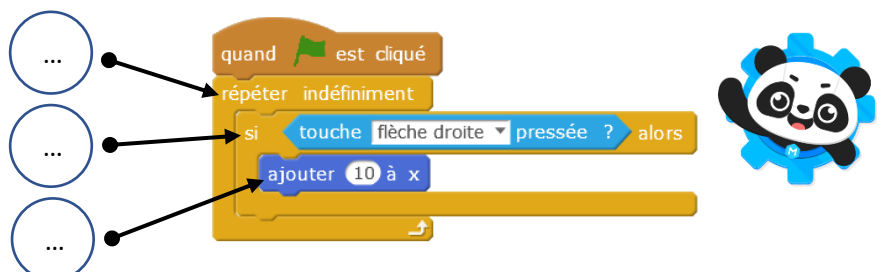 ...
quand est cliqué
répéter indéfiniment
...
si touche flèche droite pressée ? alors
ajouter 10 à x
...
M